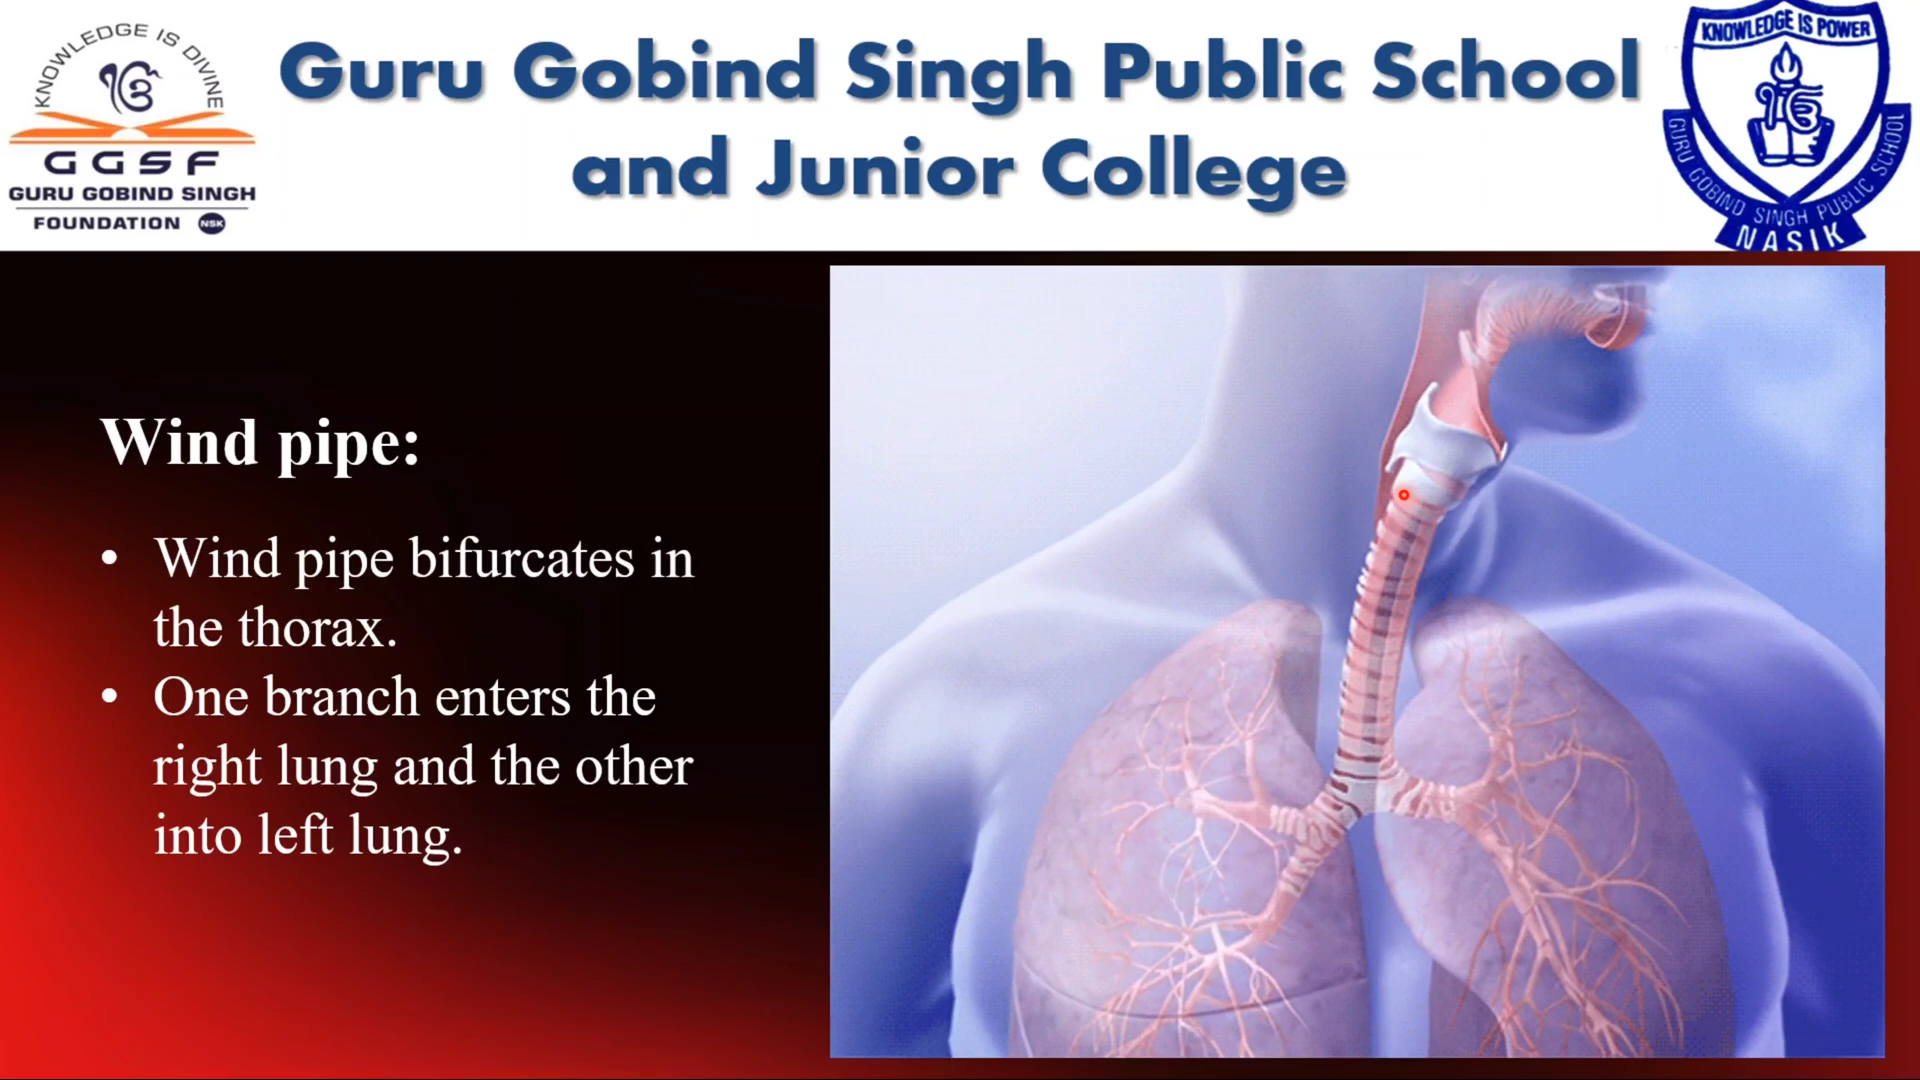 KNOWLEDGE IS DIVINE
GGSF
GURU GOBIND SINGH
FOUNDATION NSK
Guru Gobind Singh Public School
and Junior College
KNOWLEDGE IS POWER
ੴ
GURU GOBIND SINGH PUBLIC SCHOOL
NASIK
Wind pipe:
• Wind pipe bifurcates in
the thorax.
• One branch enters the
right lung and the other
into left lung.